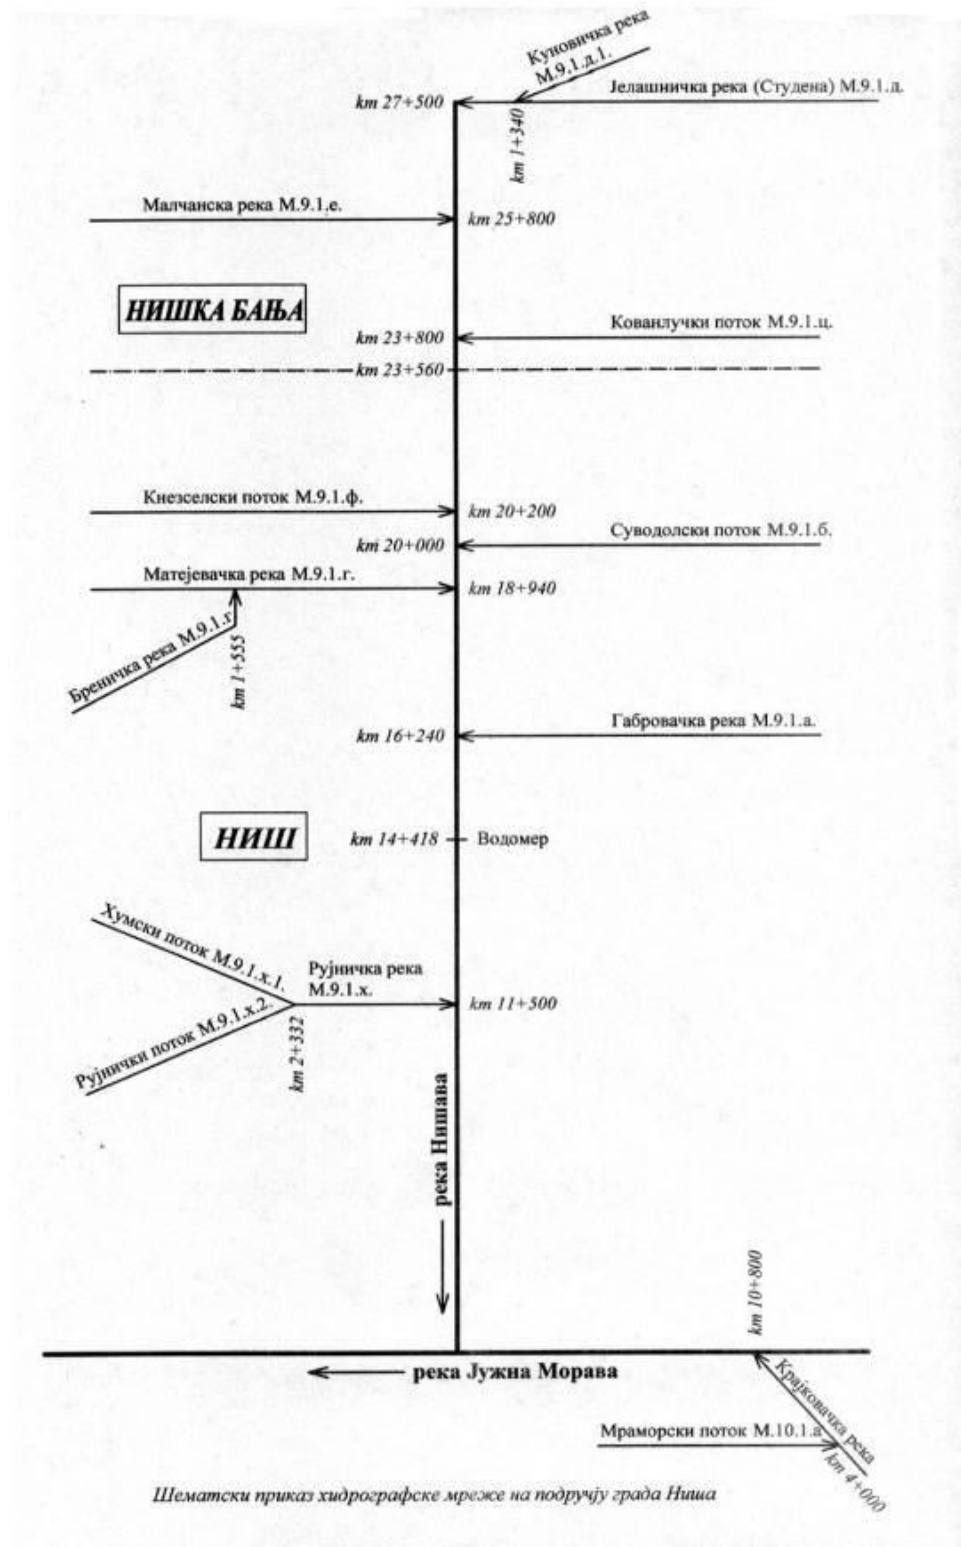 Куновичка река
М.9.1.д.1.
Јелашничка река (Студена) М.9.1.д.
km 27+500
km 1+340
Малчанска река М.9.1.е.
km 25+800
НИШКА БАЊА
Кованлучки поток М.9.1.ц.
km 23+800
km 23+560
Кнезселски поток М.9.1.ф.
km 20+200
Суводолски поток М.9.1.б.
km 20+000
Матејевачка река М.9.1.г.
km 18+940
Бреничка река М.9.1.г
km 1+555
Габровачка река М.9.1.а.
km 16+240
НИШ
km 14+418
Водомер
Хумски поток М.9.1.х.1.
Рујничка река
М.9.1.х.
km 11+500
Рујнички поток М.9.1.х.2.
km 2+332
река Нишава
km 10+800
река Јужна Морава
Крајковачка река
Мраморски поток М.10.1.а
km 4+000
Шематски приказ хидрографске мреже на подручју града Ниша